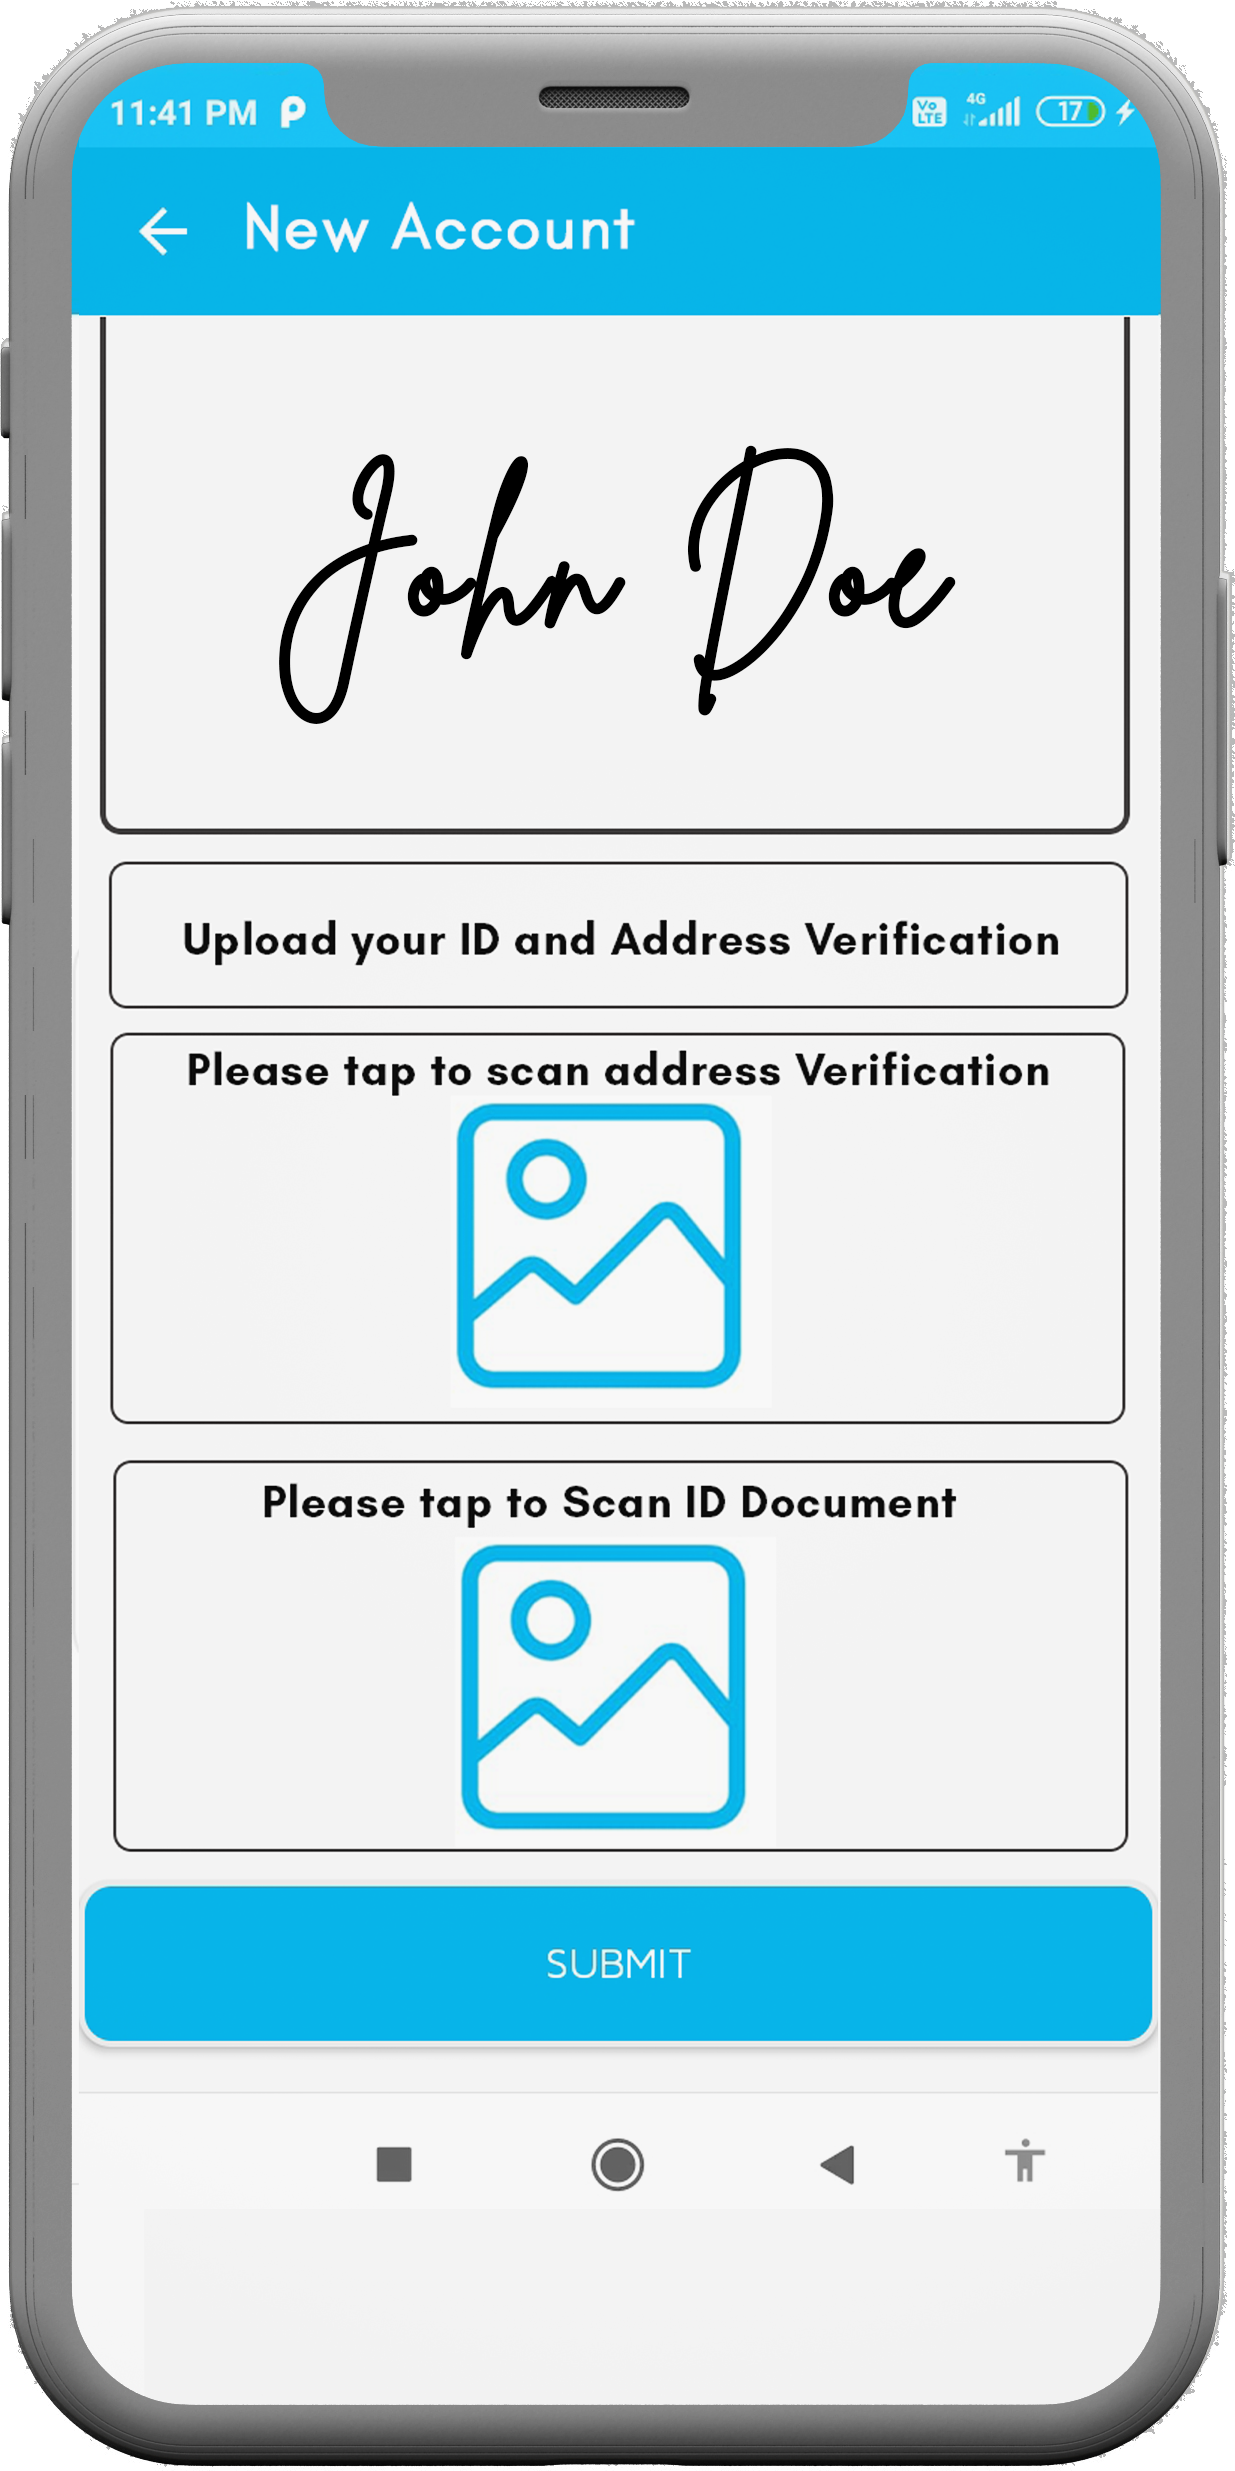 11:41 PM
Vo LTE 4G 17
New Account
John Doe
Upload your ID and Address Verification
Please tap to scan address Verification
Please tap to Scan ID Document
SUBMIT